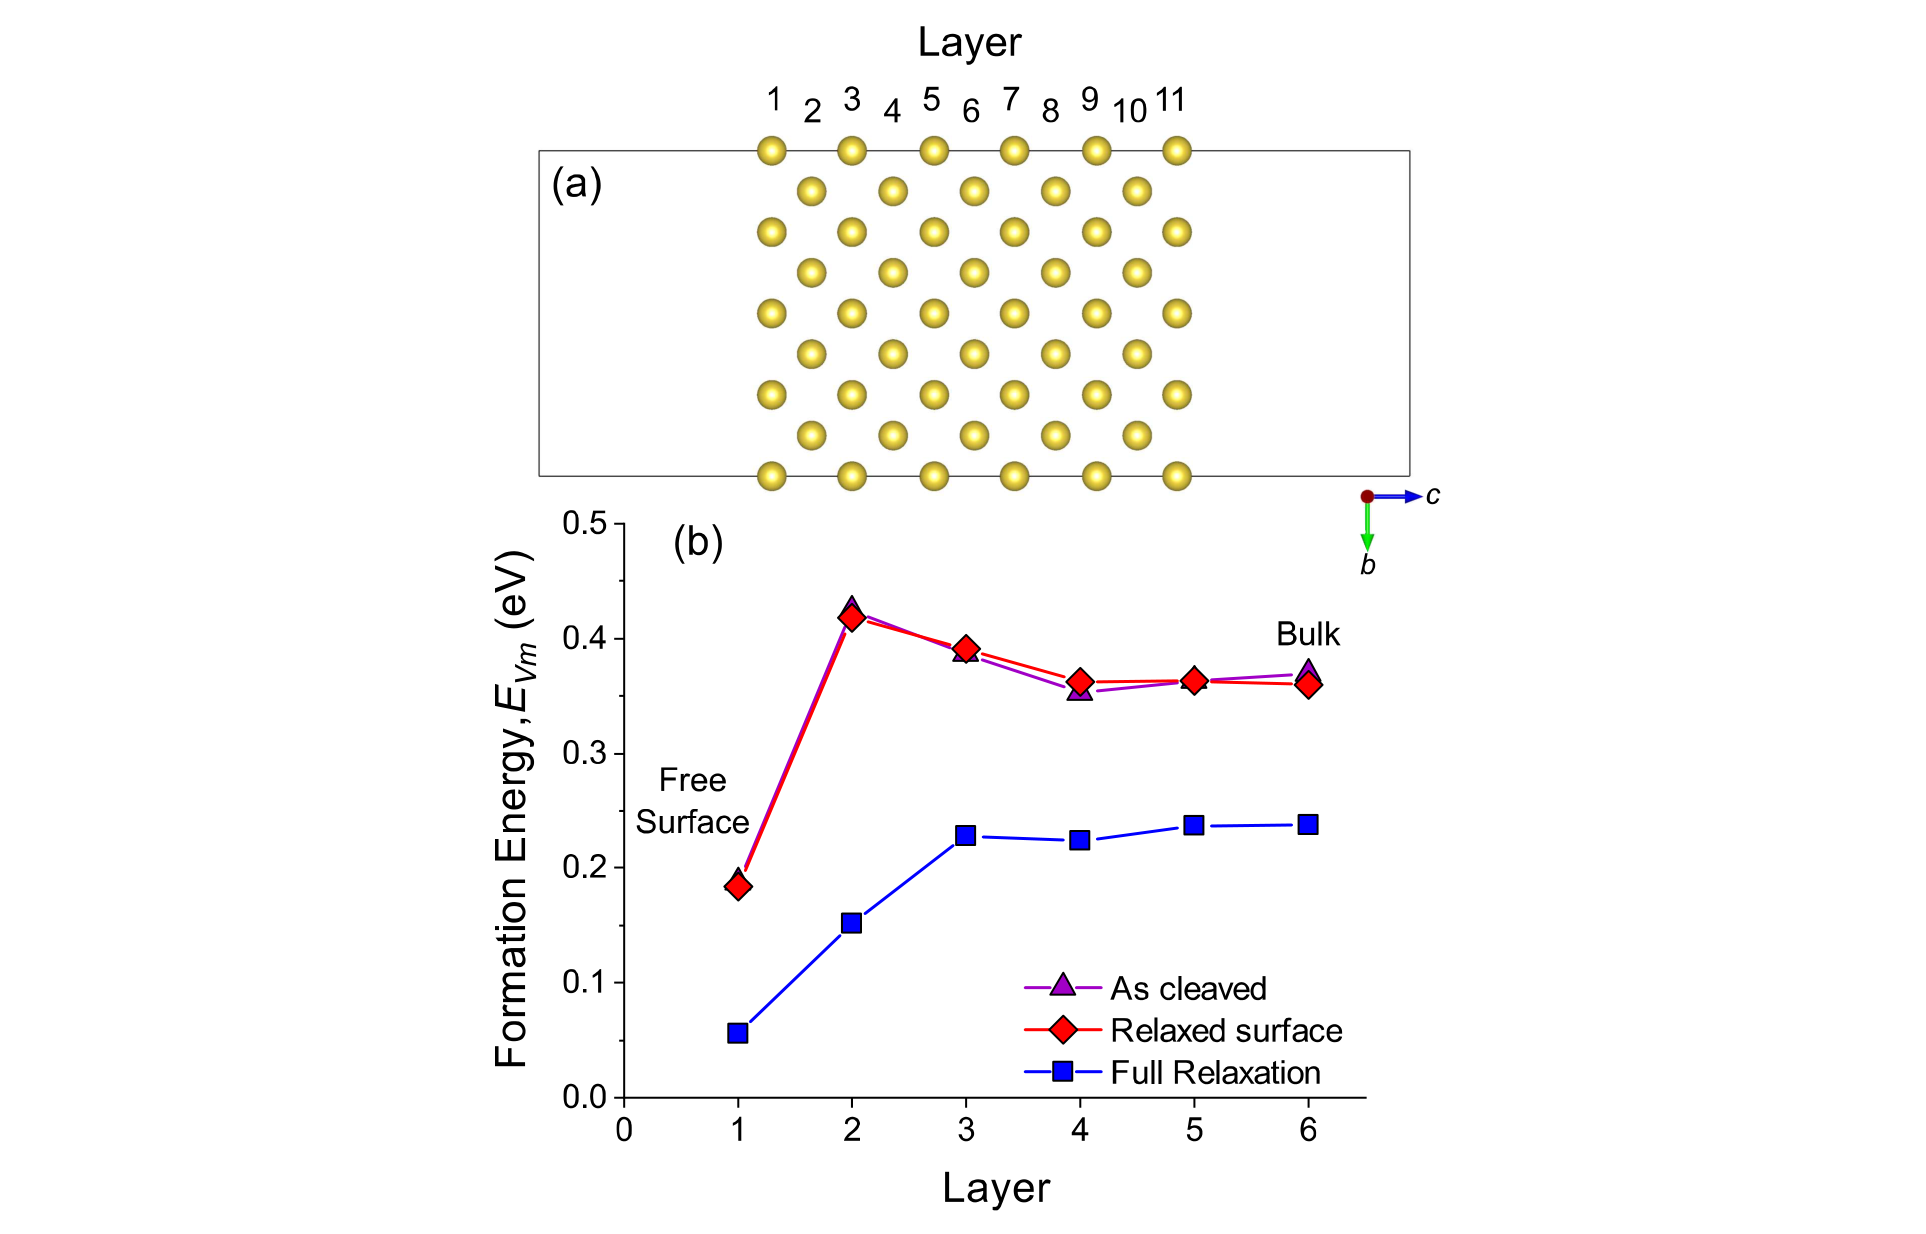 Layer
1 2 3 4 5 6 7 8 9 10 11
(a)
c
b
(b)
Formation Energy, EVm (eV)
0.5
0.4
0.3
0.2
0.1
0.0
Bulk
Free
Surface
As cleaved
Relaxed surface
Full Relaxation
0 1 2 3 4 5 6
Layer